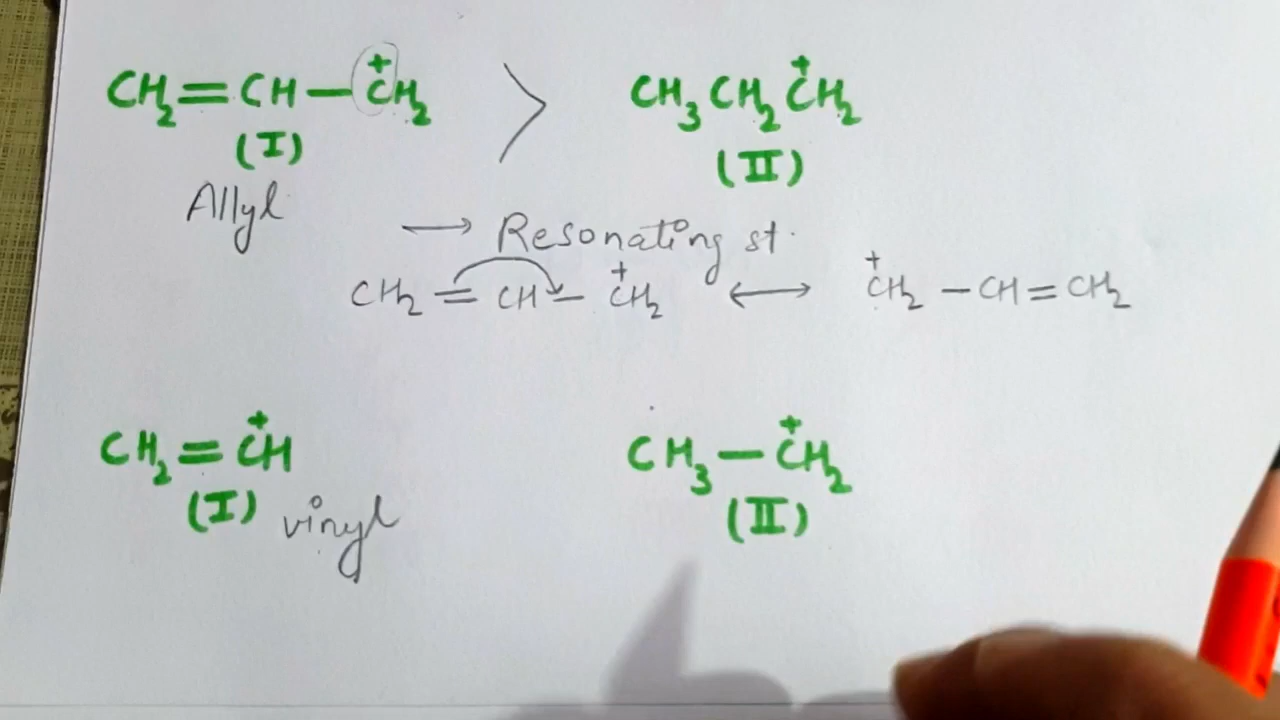 CH₂=CH—C⁺H₂ > CH₃CH₂C⁺H₂
(I) (II)
Allyl
→ Resonating st.
CH₂=CH—C⁺H₂ ↔ C⁺H₂—CH=CH₂
CH₂=C⁺H CH₃—C⁺H₂
(I) vinyl (II)